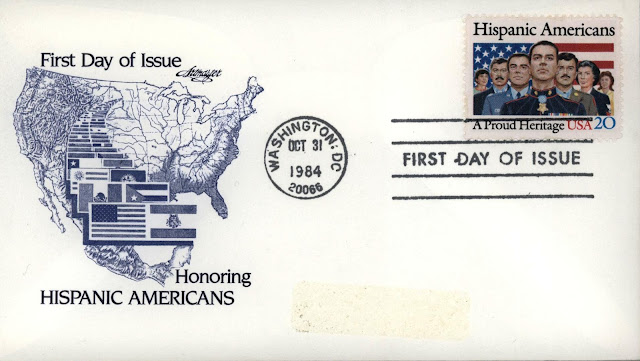 First Day of Issue
Artmaster
Honoring
HISPANIC AMERICANS
WASHINGTON, DC
OCT 31
1984
20066
Hispanic Americans
A Proud Heritage USA 20
FIRST DAY OF ISSUE